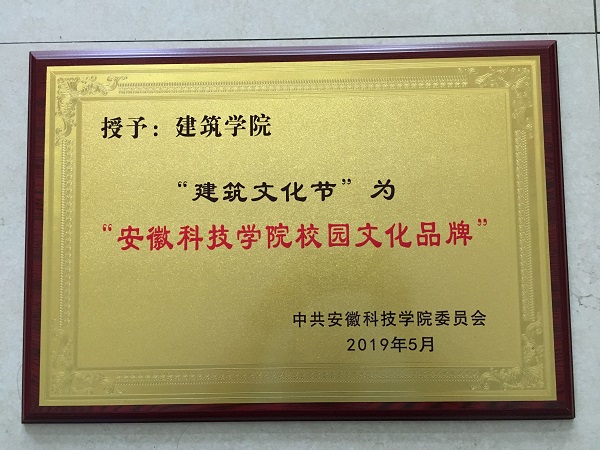 授予：建筑学院
“建筑文化节”为
“安徽科技学院校园文化品牌”
中共安徽科技学院委员会
2019年5月